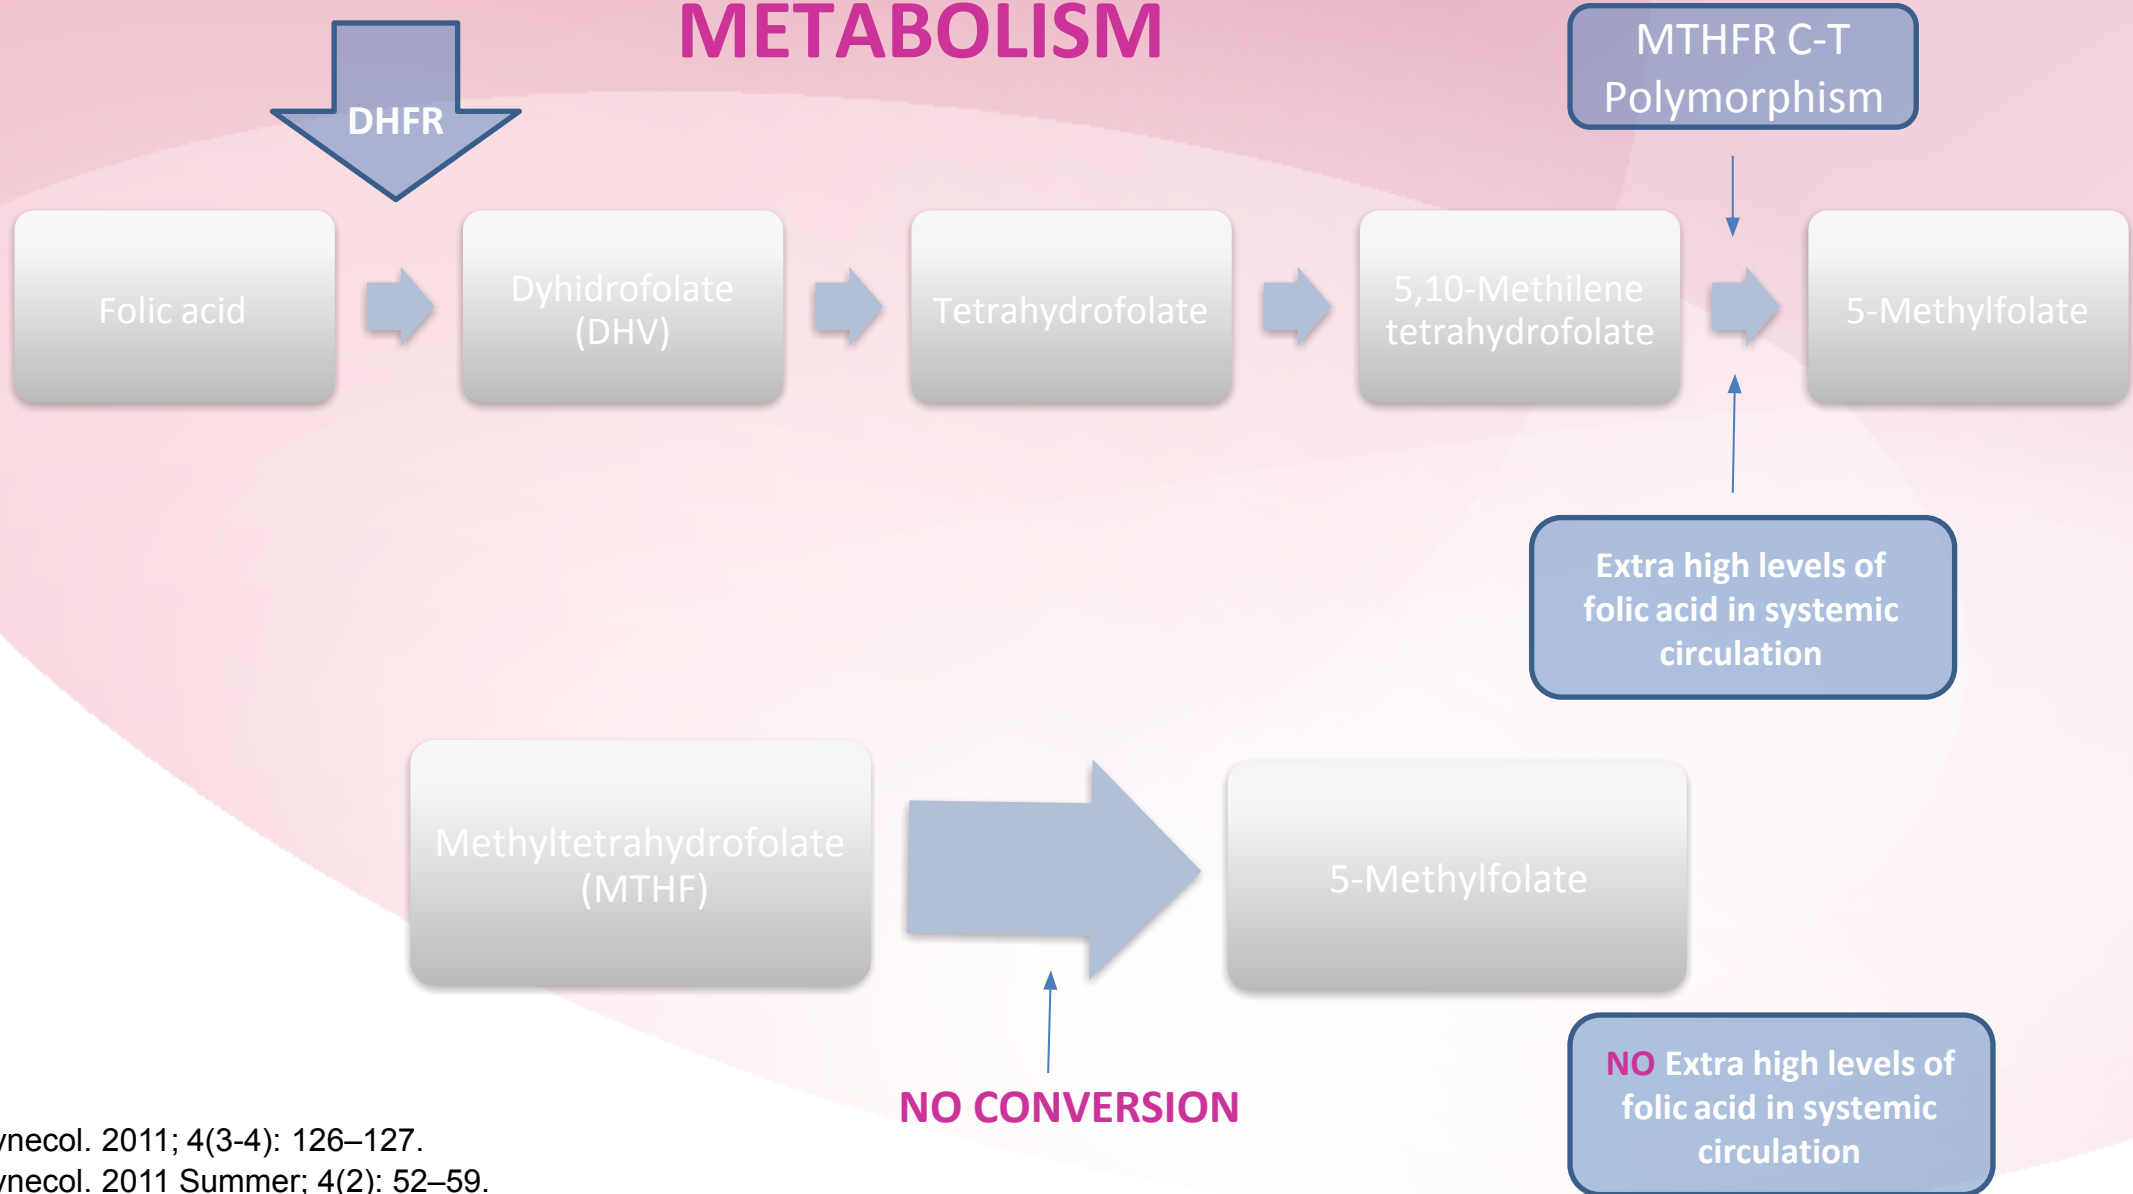 METABOLISM
DHFR
MTHFR C-T
Polymorphism
Folic acid
Dyhidrofolate
(DHV)
Tetrahydrofolate
5,10-Methilene
tetrahydrofolate
5-Methylfolate
Extra high levels of
folic acid in systemic
circulation
Methyltetrahydrofolate
(MTHF)
5-Methylfolate
NO CONVERSION
NO Extra high levels of
folic acid in systemic
circulation
ynecol. 2011; 4(3-4): 126–127.
ynecol. 2011 Summer; 4(2): 52–59.